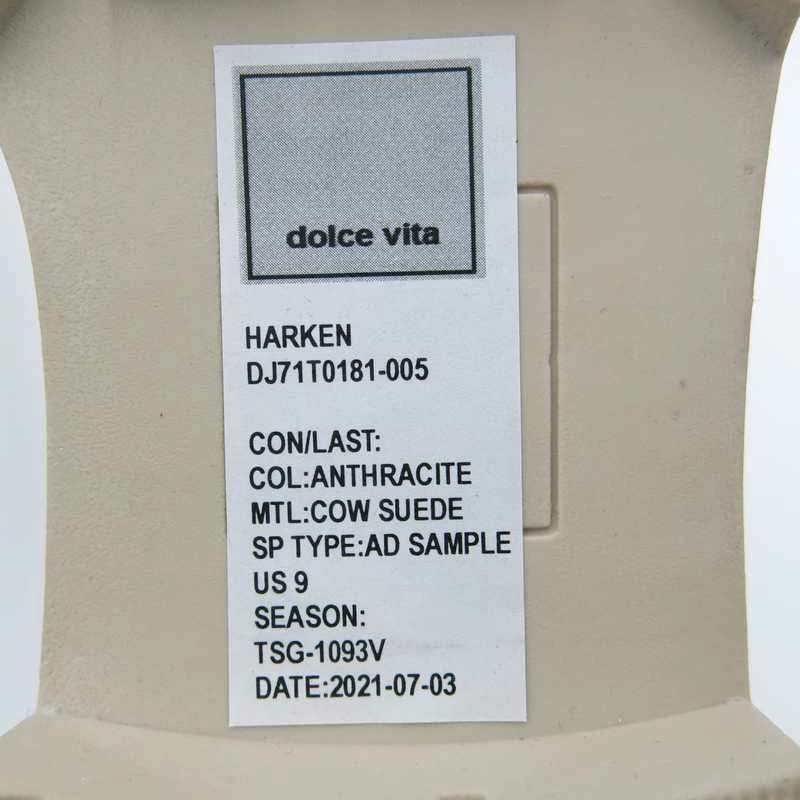 dolce vita
HARKEN
DJ71T0181-005
CON/LAST:
COL:ANTHRACITE
MTL:COW SUEDE
SP TYPE:AD SAMPLE
US 9
SEASON:
TSG-1093V
DATE:2021-07-03